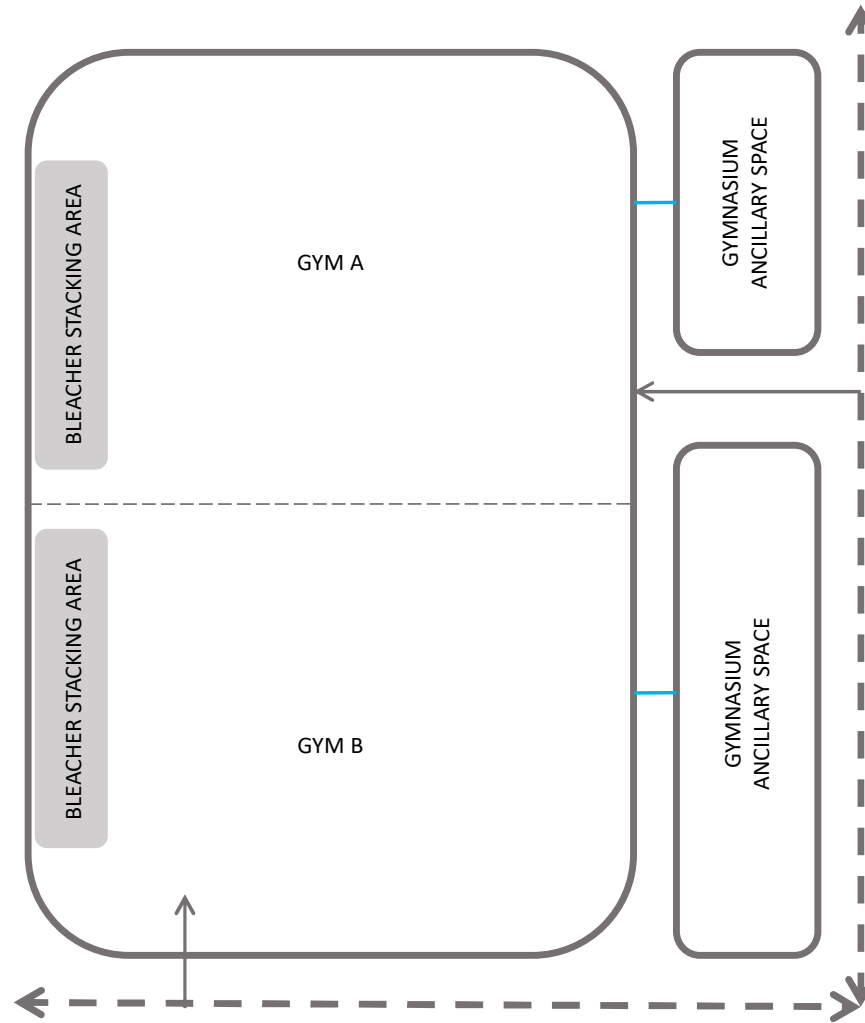 BLEACHER STACKING AREA
GYM A
GYMNASIUM
ANCILLARY SPACE
BLEACHER STACKING AREA
GYM B
GYMNASIUM
ANCILLARY SPACE